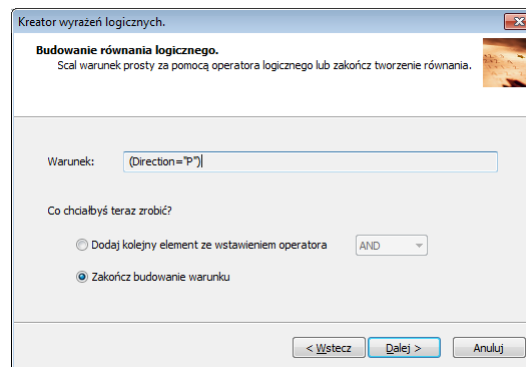 Kreator wyrażeń logicznych.
Budowanie równania logicznego.
Scal warunek prosty za pomocą operatora logicznego lub zakończ tworzenie równania.
Warunek: (Direction="P")
Co chciałbyś teraz zrobić?
Dodaj kolejny element ze wstawieniem operatora AND
Zakończ budowanie warunku
< Wstecz Dalej > Anuluj